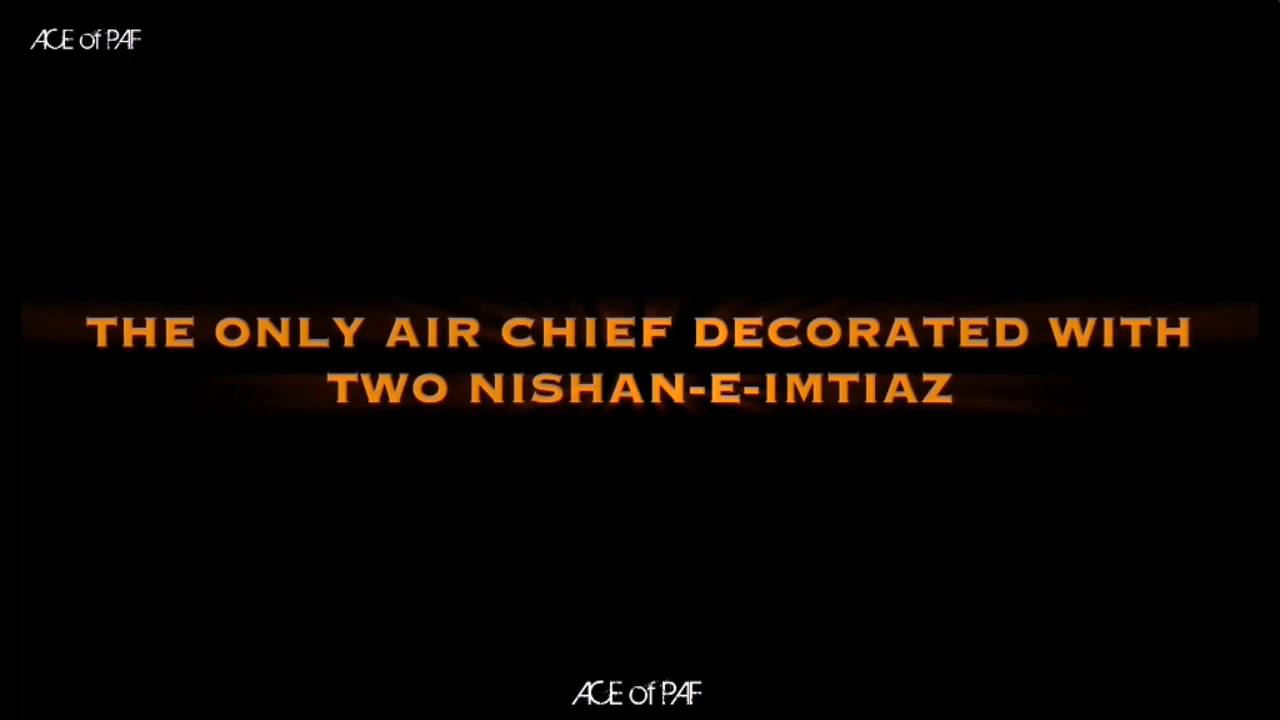 ACE of PAF
THE ONLY AIR CHIEF DECORATED WITH
TWO NISHAN-E-IMTIAZ
ACE of PAF